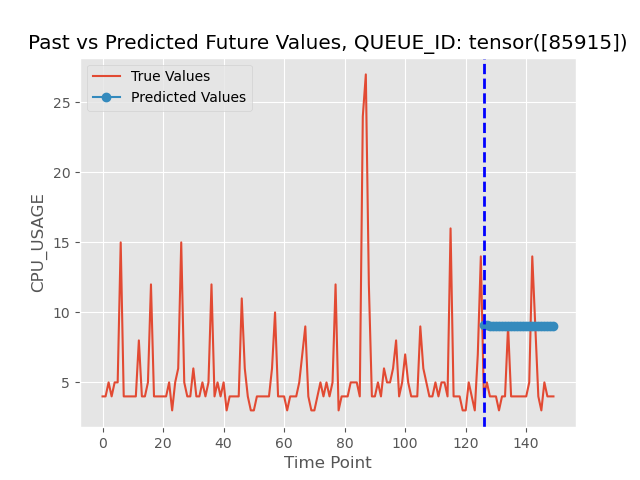 Past vs Predicted Future Values, QUEUE_ID: tensor([85915])
True Values
Predicted Values
25
20
15
10
5
CPU_USAGE
0 20 40 60 80 100 120 140
Time Point